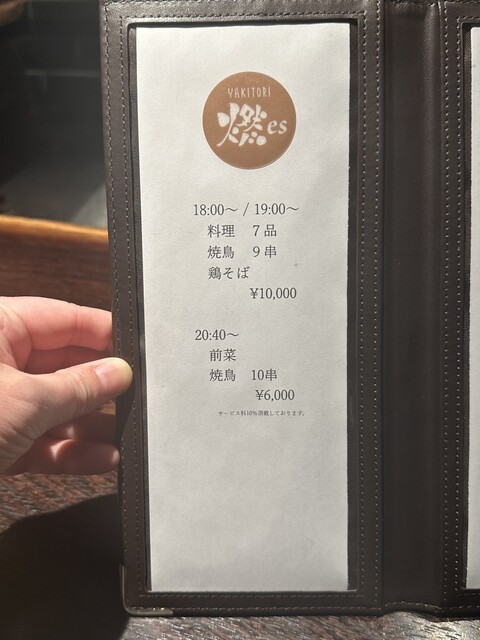 YAKITORI
燃es
18:00〜 / 19:00〜
料理 7品
焼鳥 9串
鶏そば
¥10,000
20:40〜
前菜
焼鳥 10串
¥6,000
サービス料10%頂戴しております。